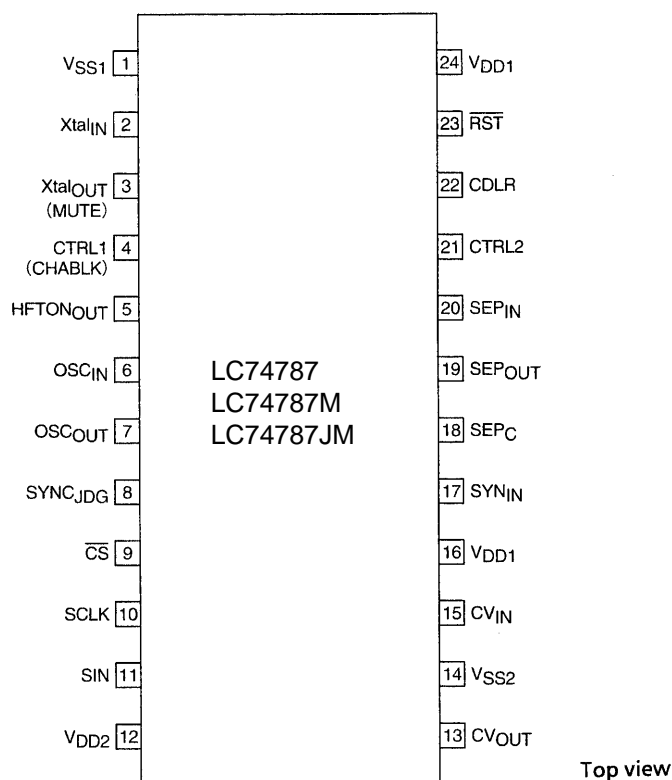 VSS1 1
XtalIN 2
XtalOUT 3
(MUTE)
CTRL1 4
(CHABLK)
HFTONOUT 5
OSCIN 6
OSCOUT 7
SYNCJDG 8
CS 9
SCLK 10
SIN 11
VDD2 12
LC74787
LC74787M
LC74787JM
24 VDD1
23 RST
22 CDLR
21 CTRL2
20 SEPIN
19 SEPOUT
18 SEPC
17 SYNIN
16 VDD1
15 CVIN
14 VSS2
13 CVOUT
Top view